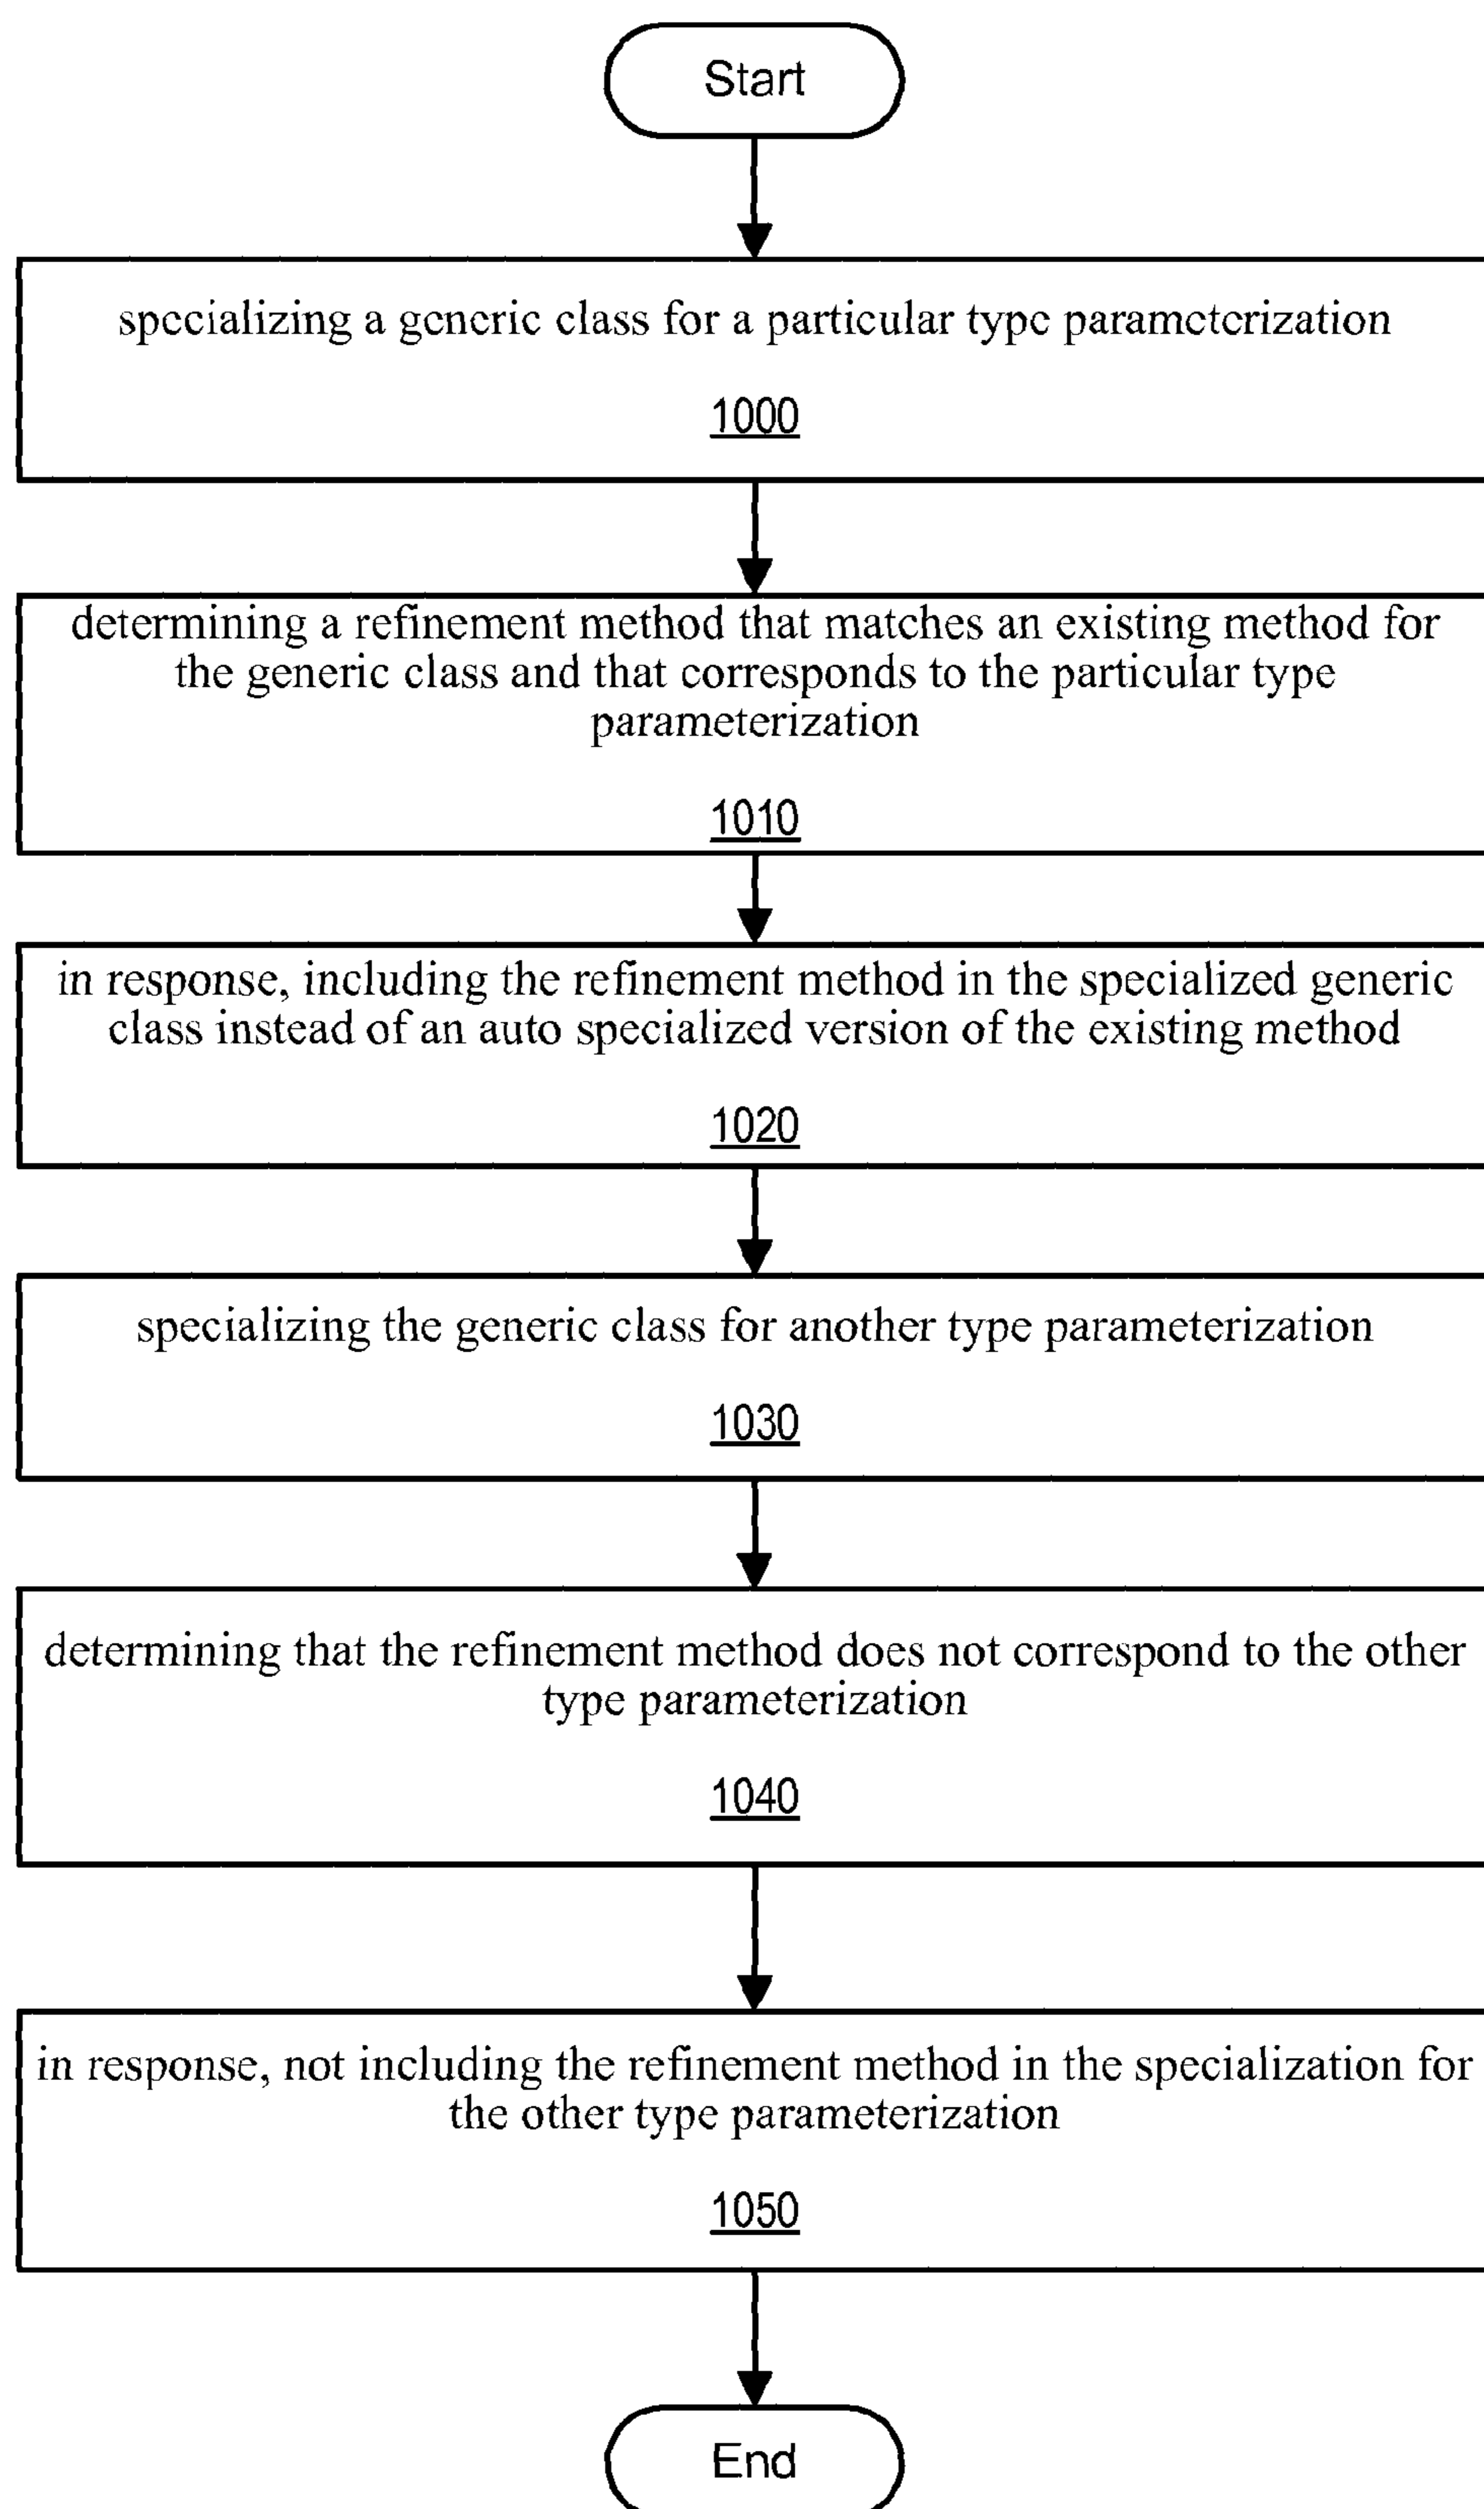 Start
specializing a generic class for a particular type parameterization
1000
determining a refinement method that matches an existing method for
the generic class and that corresponds to the particular type
parameterization
1010
in response, including the refinement method in the specialized generic
class instead of an auto specialized version of the existing method
1020
specializing the generic class for another type parameterization
1030
determining that the refinement method does not correspond to the other
type parameterization
1040
in response, not including the refinement method in the specialization for
the other type parameterization
1050
End